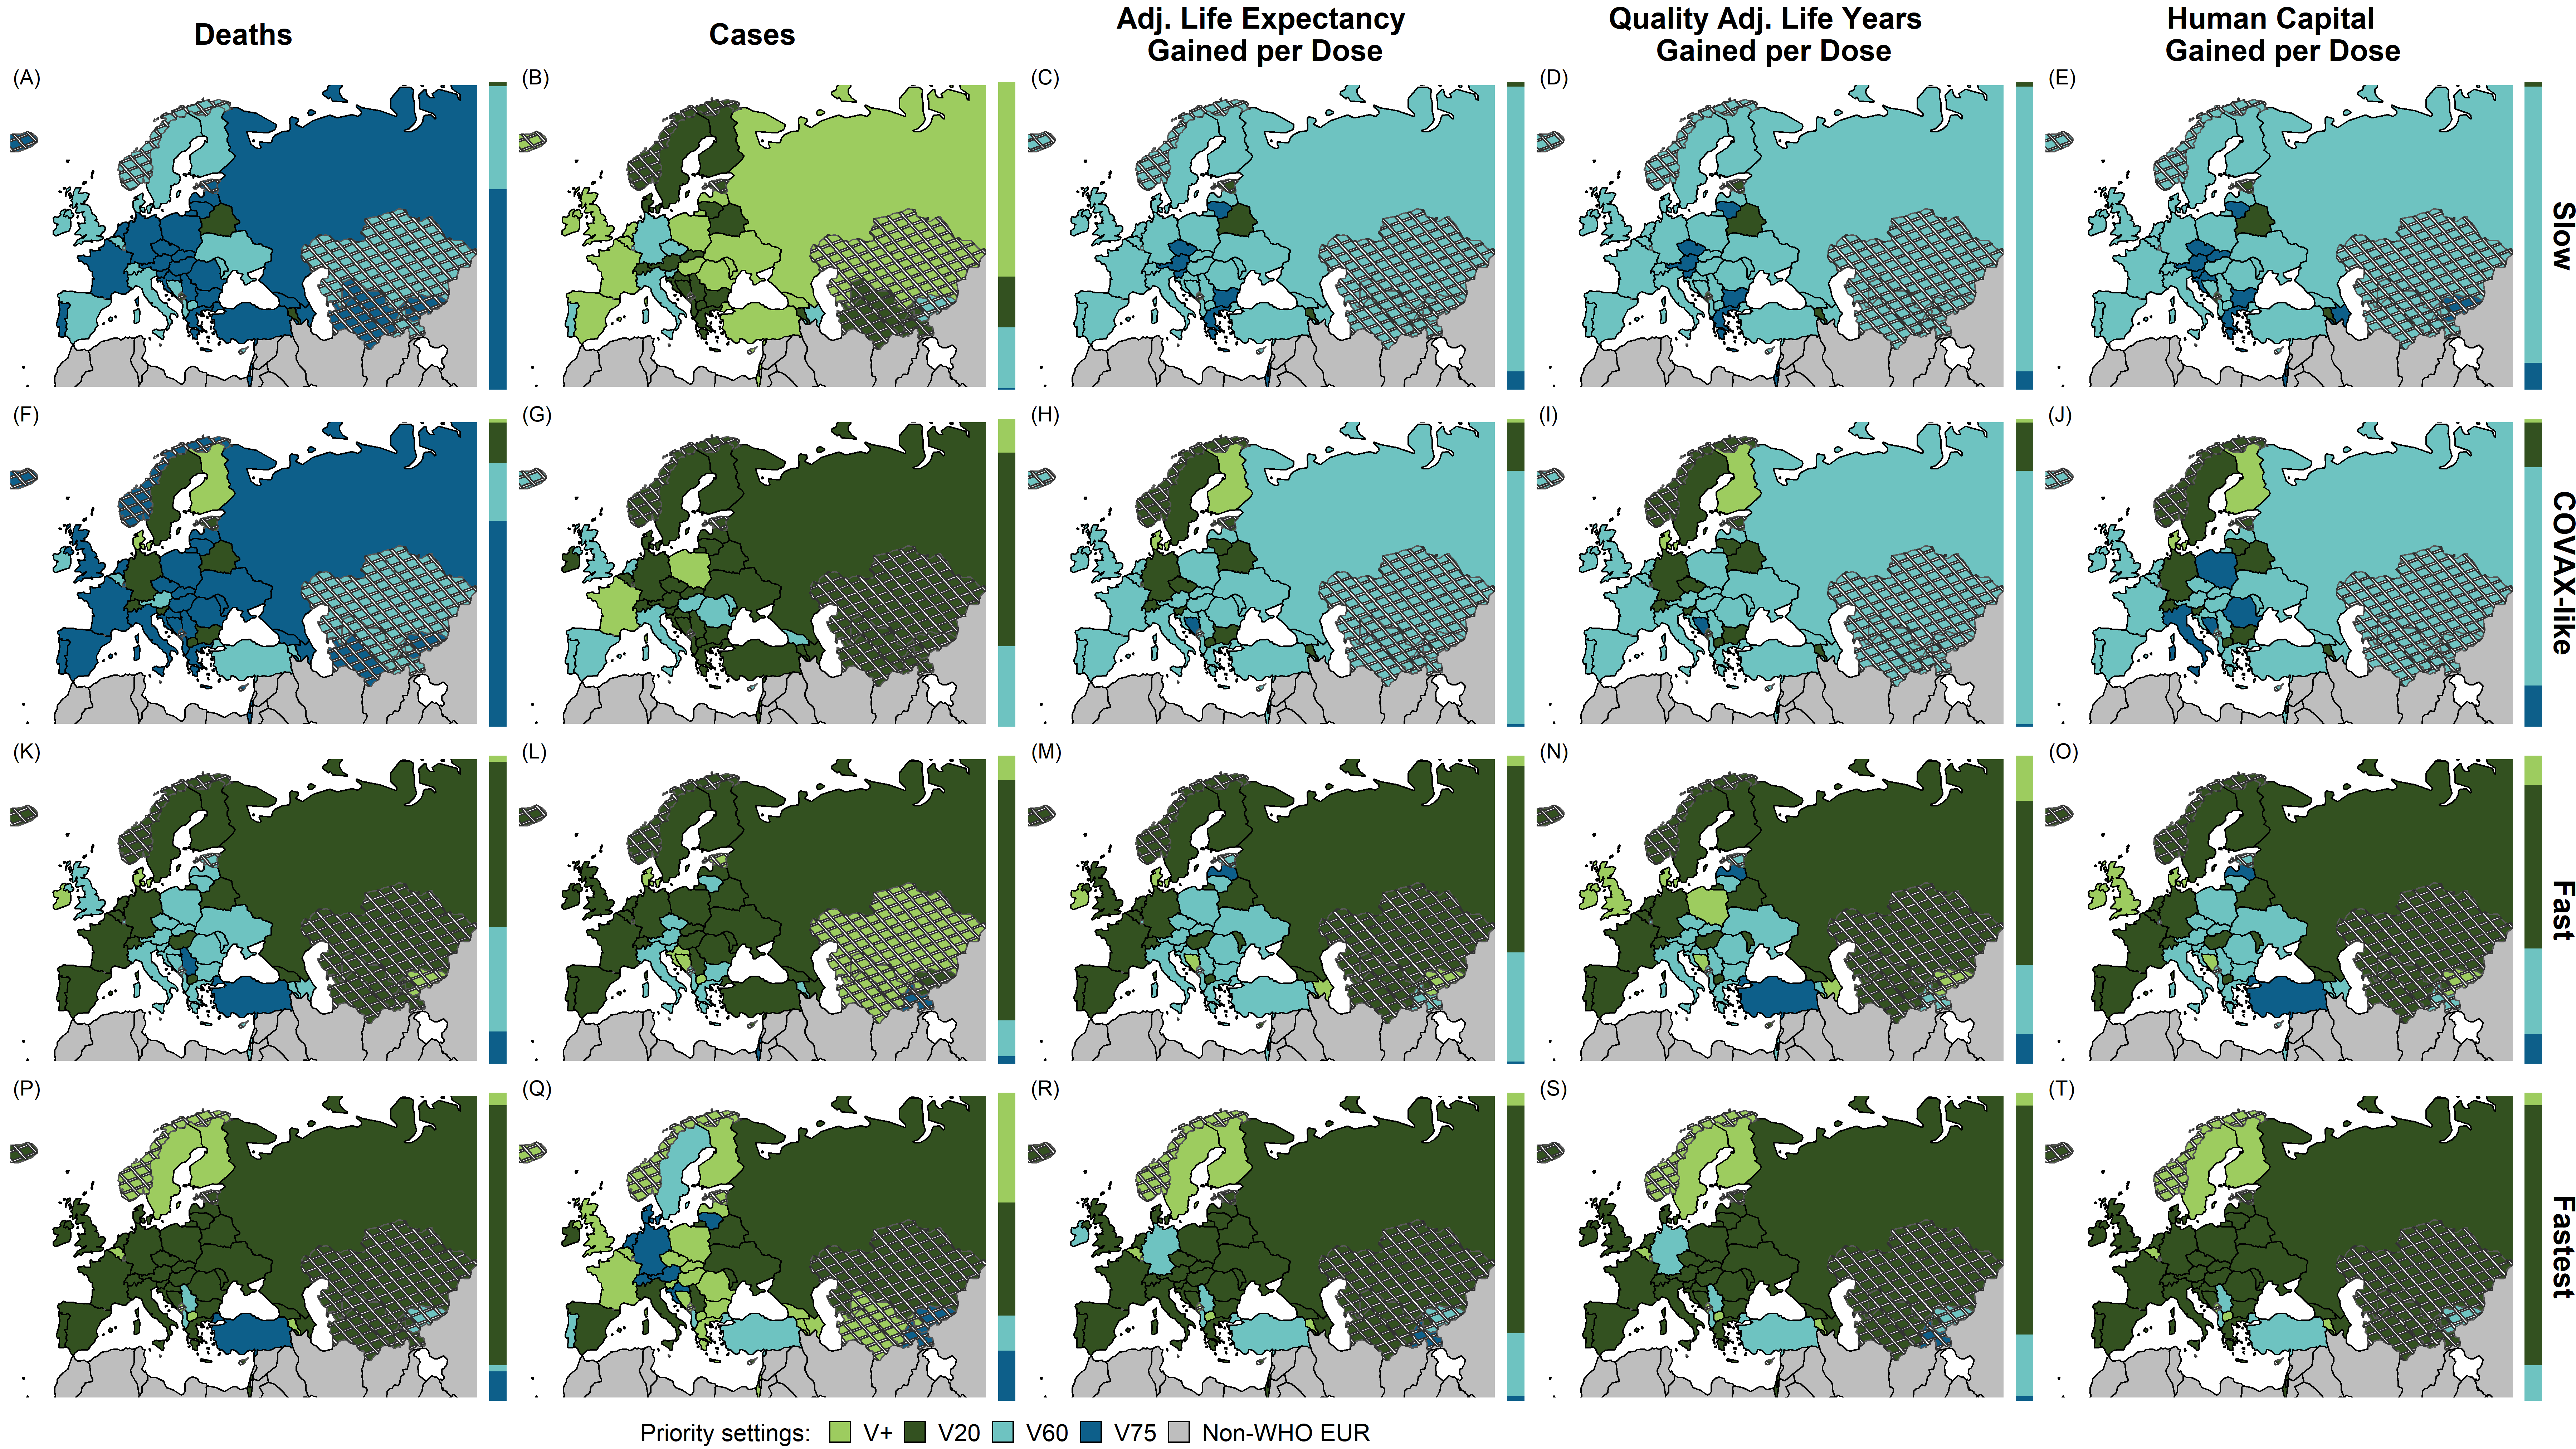 Deaths
Cases
Adj. Life Expectancy
Gained per Dose
Quality Adj. Life Years
Gained per Dose
Human Capital
Gained per Dose
(A)
(B)
(C)
(D)
(E)
Slow
(F)
(G)
(H)
(I)
(J)
COVAX-like
(K)
(L)
(M)
(N)
(O)
Fast
(P)
(Q)
(R)
(S)
(T)
Fastest
Priority settings: V+ V20 V60 V75 Non-WHO EUR